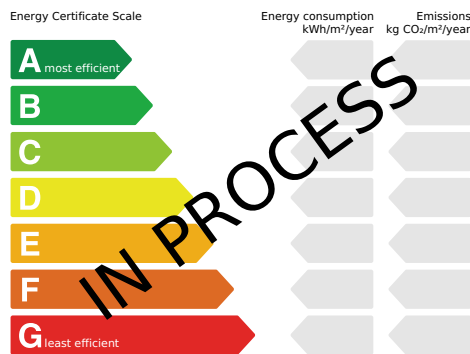 Energy Certificate Scale
Energy consumption
kWh/m²/year
Emissions
kg CO₂/m²/year
A most efficient
B
C
D
E
F
G least efficient
IN PROCESS